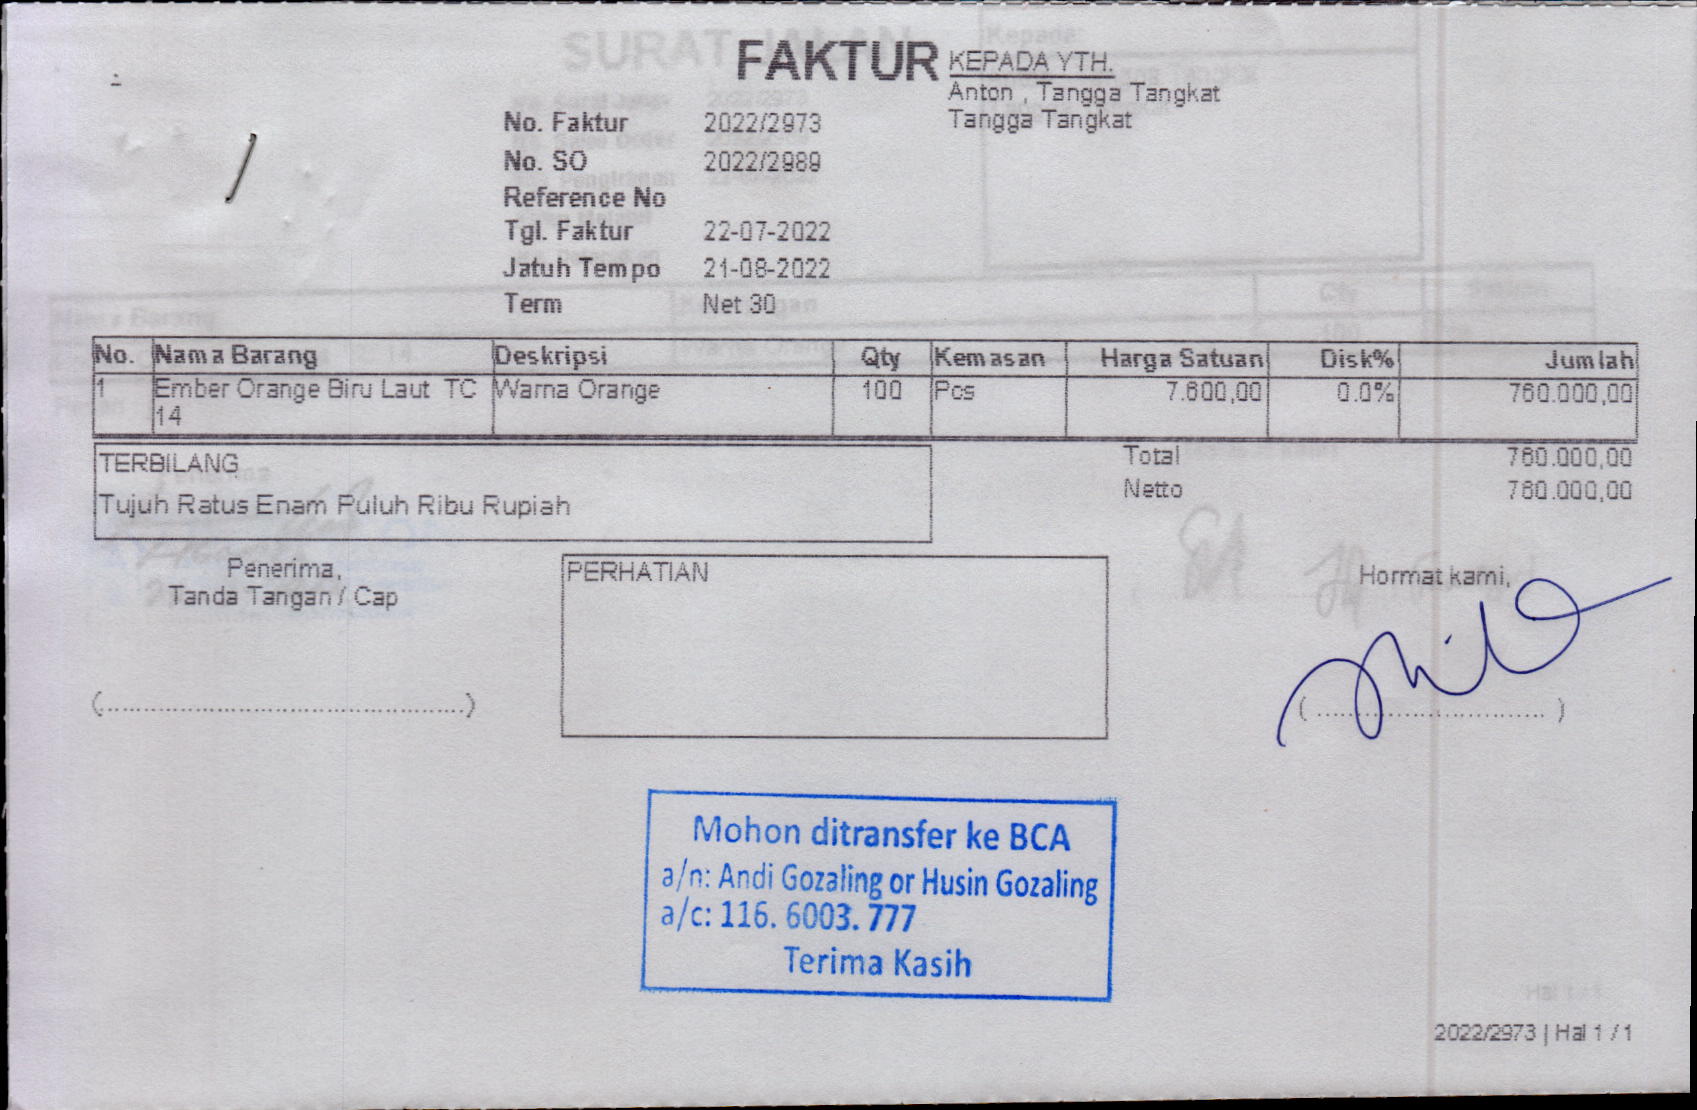 FAKTUR
KEPADA YTH.
Anton , Tangga Tangkat
Tangga Tangkat
No. Faktur 2022/2973
No. SO 2022/2989
Reference No
Tgl. Faktur 22-07-2022
Jatuh Tempo 21-08-2022
Term Net 30
No. Nama Barang Deskripsi Qty Kemasan Harga Satuan Disk% Jumlah
1 Ember Orange Biru Laut TC Warna Orange 100 Pcs 7.600,00 0.0% 760.000,00
14
TERBILANG
Tujuh Ratus Enam Puluh Ribu Rupiah
Total 760.000,00
Netto 760.000,00
Penerima,
Tanda Tangan / Cap
(..............................................)
PERHATIAN
Hormat kami,
( ............................. )
Mohon ditransfer ke BCA
a/n: Andi Gozaling or Husin Gozaling
a/c: 116. 6003. 777
Terima Kasih
2022/2973 | Hal 1 / 1